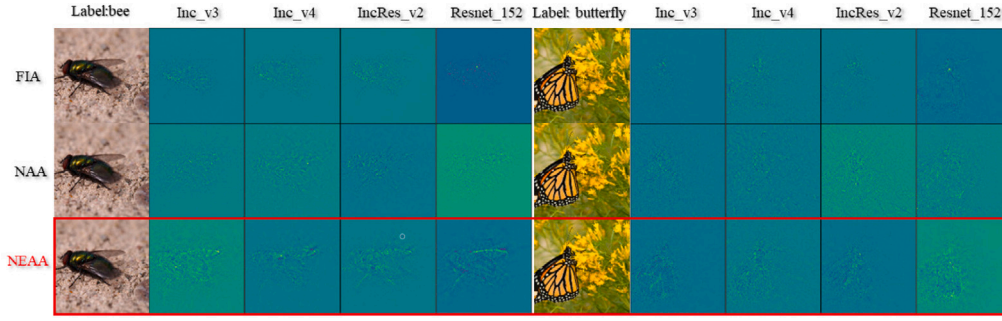 Label:bee Inc_v3 Inc_v4 IncRes_v2 Resnet_152 Label: butterfly Inc_v3 Inc_v4 IncRes_v2 Resnet_152
FIA
NAA
NEAA